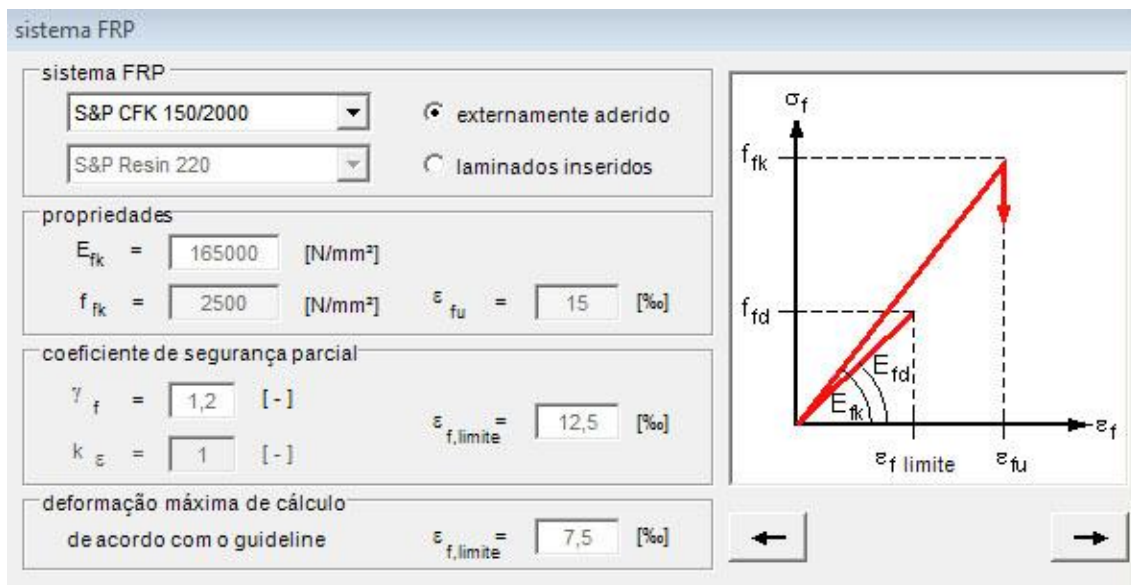 sistema FRP
sistema FRP
S&P CFK 150/2000
externamente aderido
S&P Resin 220
laminados inseridos
propriedades
E fk = 165000 [N/mm²]
f fk = 2500 [N/mm²] ε fu = 15 [‰]
coeficiente de segurança parcial
γ f = 1,2 [ - ]
ε f,limite = 12,5 [‰]
k ε = 1 [ - ]
deformação máxima de cálculo
de acordo com o guideline ε f,limite = 7,5 [‰]
σf
f fk
f fd
E fd
E fk
εf
εf limite εfu